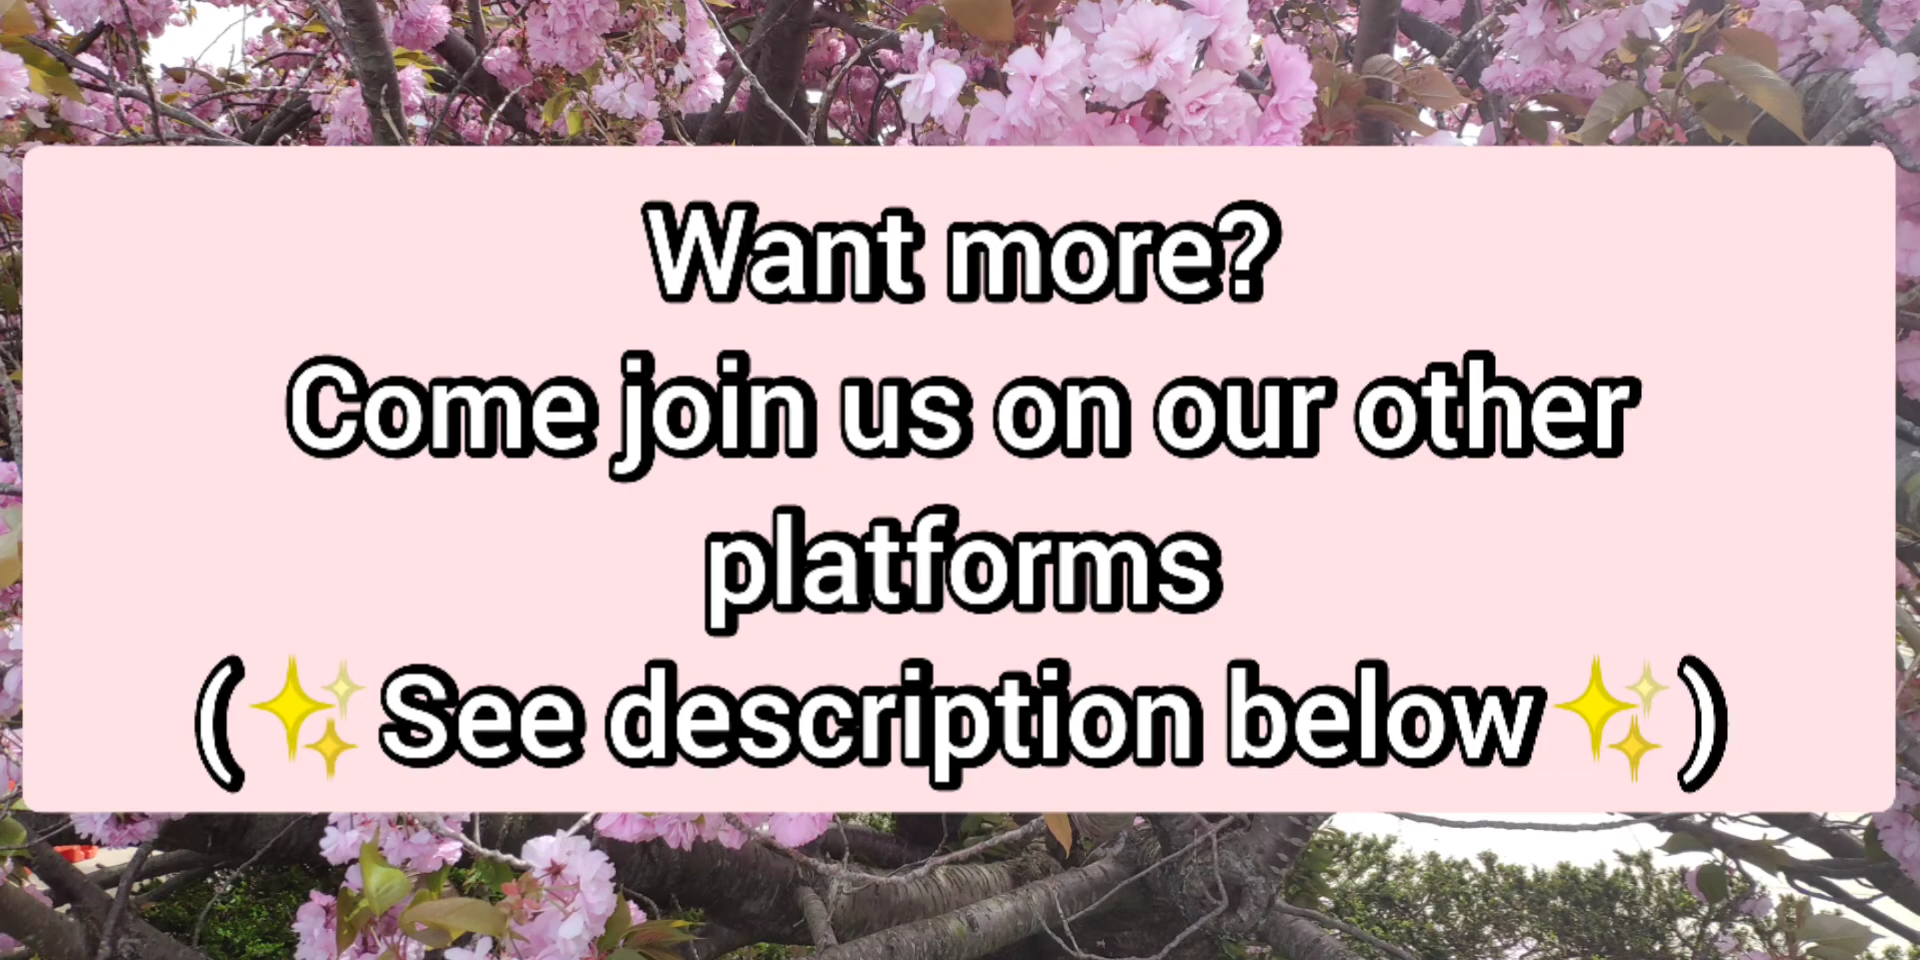 Want more?
Come join us on our other
platforms
(✨See description below✨)